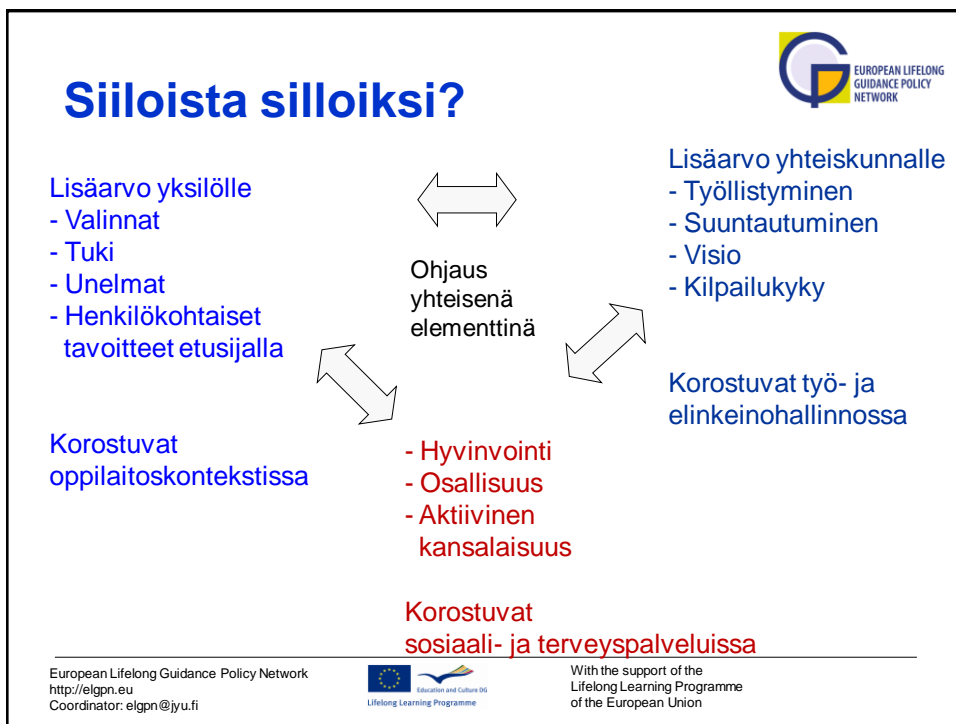 Siiloista silloiksi?
EUROPEAN LIFELONG
GUIDANCE POLICY
NETWORK
Lisäarvo yksilölle
- Valinnat
- Tuki
- Unelmat
- Henkilökohtaiset
tavoitteet etusijalla
Korostuvat
oppilaitoskontekstissa
Ohjaus
yhteisenä
elementtinä
Lisäarvo yhteiskunnalle
- Työllistyminen
- Suuntautuminen
- Visio
- Kilpailukyky
Korostuvat työ- ja
elinkeinohallinnossa
- Hyvinvointi
- Osallisuus
- Aktiivinen
kansalaisuus
Korostuvat
sosiaali- ja terveyspalveluissa
European Lifelong Guidance Policy Network
http://elgpn.eu
Coordinator: elgpn@jyu.fi
Education and Culture DG
Lifelong Learning Programme
With the support of the
Lifelong Learning Programme
of the European Union